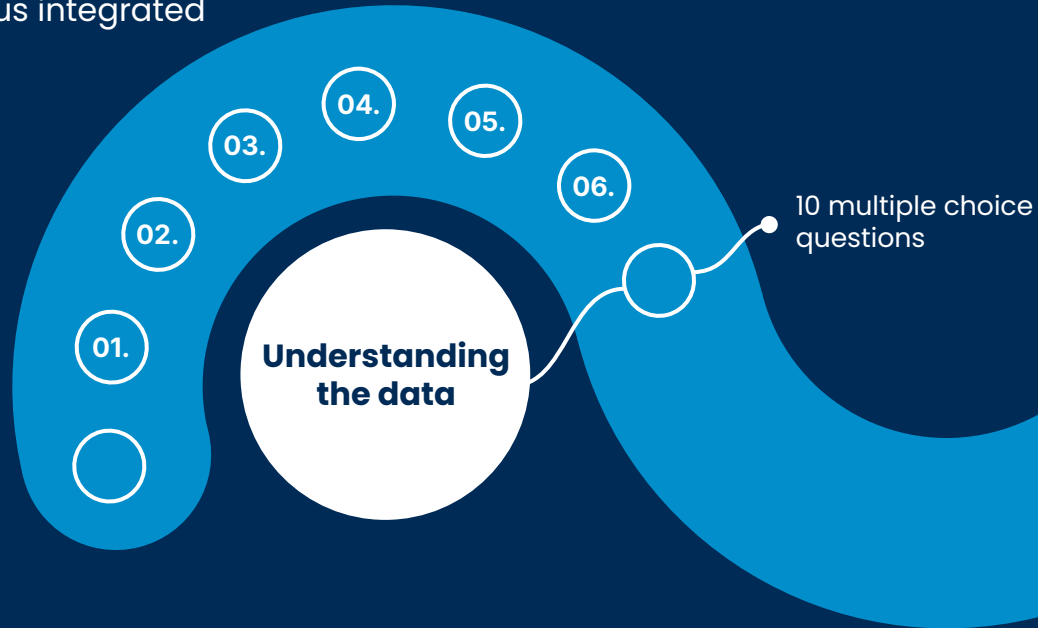 us integrated
04.
05.
03.
06.
02.
10 multiple choice
questions
01.
Understanding
the data